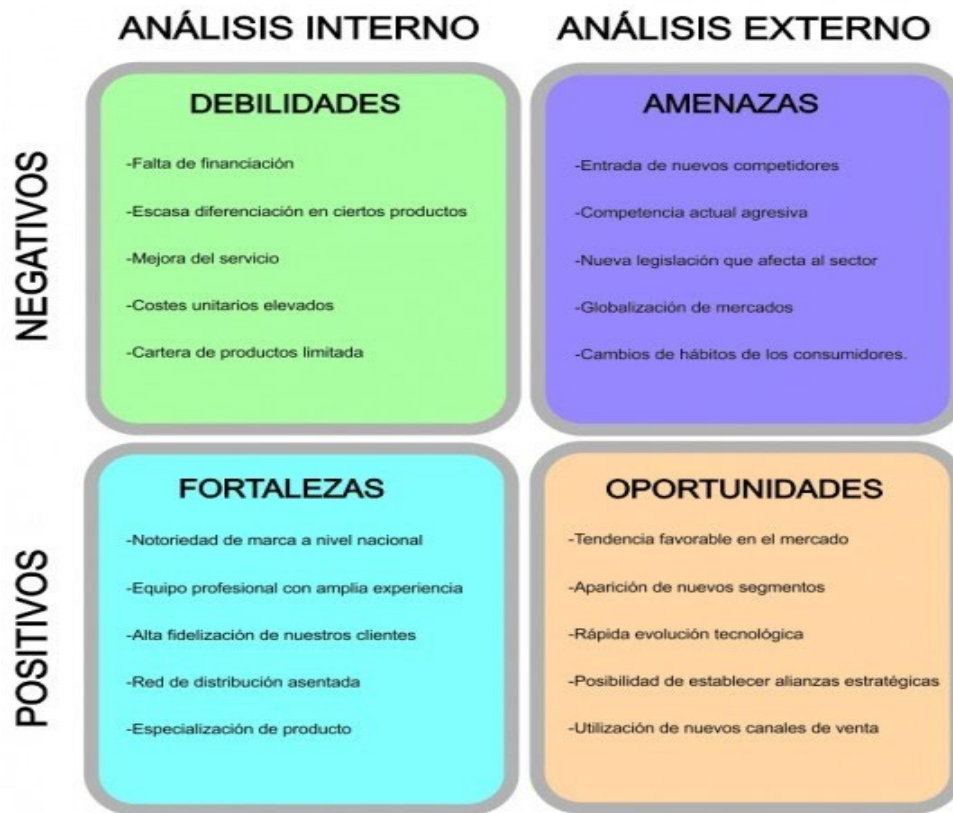 ANÁLISIS INTERNO
ANÁLISIS EXTERNO
NEGATIVOS
DEBILIDADES
-Falta de financiación
-Escasa diferenciación en ciertos productos
-Mejora del servicio
-Costes unitarios elevados
-Cartera de productos limitada
AMENAZAS
-Entrada de nuevos competidores
-Competencia actual agresiva
-Nueva legislación que afecta al sector
-Globalización de mercados
-Cambios de hábitos de los consumidores.
POSITIVOS
FORTALEZAS
-Notoriedad de marca a nivel nacional
-Equipo profesional con amplia experiencia
-Alta fidelización de nuestros clientes
-Red de distribución asentada
-Especialización de producto
OPORTUNIDADES
-Tendencia favorable en el mercado
-Aparición de nuevos segmentos
-Rápida evolución tecnológica
-Posibilidad de establecer alianzas estratégicas
-Utilización de nuevos canales de venta